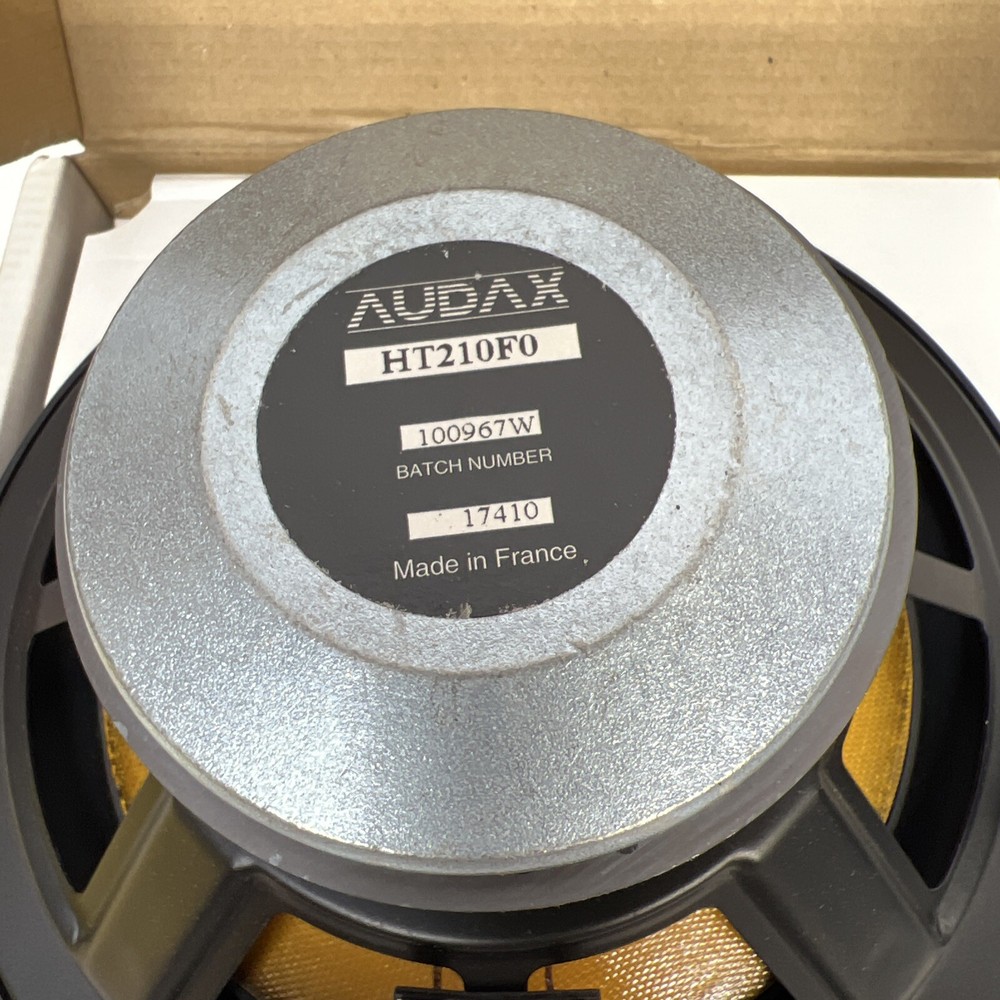 AUDAX
HT210F0
100967W
BATCH NUMBER
17410
Made in France